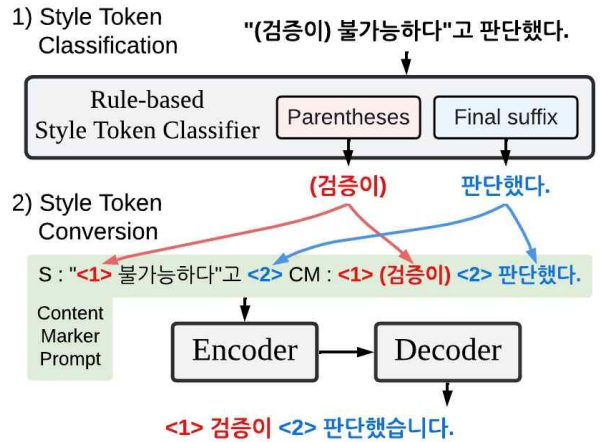 1) Style Token
Classification
"(검증이) 불가능하다"고 판단했다.
Rule-based
Style Token Classifier
Parentheses
Final suffix
(검증이)
판단했다.
2) Style Token
Conversion
S : "<1> 불가능하다"고 <2> CM : <1> (검증이) <2> 판단했다.
Content
Marker
Prompt
Encoder
Decoder
<1> 검증이 <2> 판단했습니다.